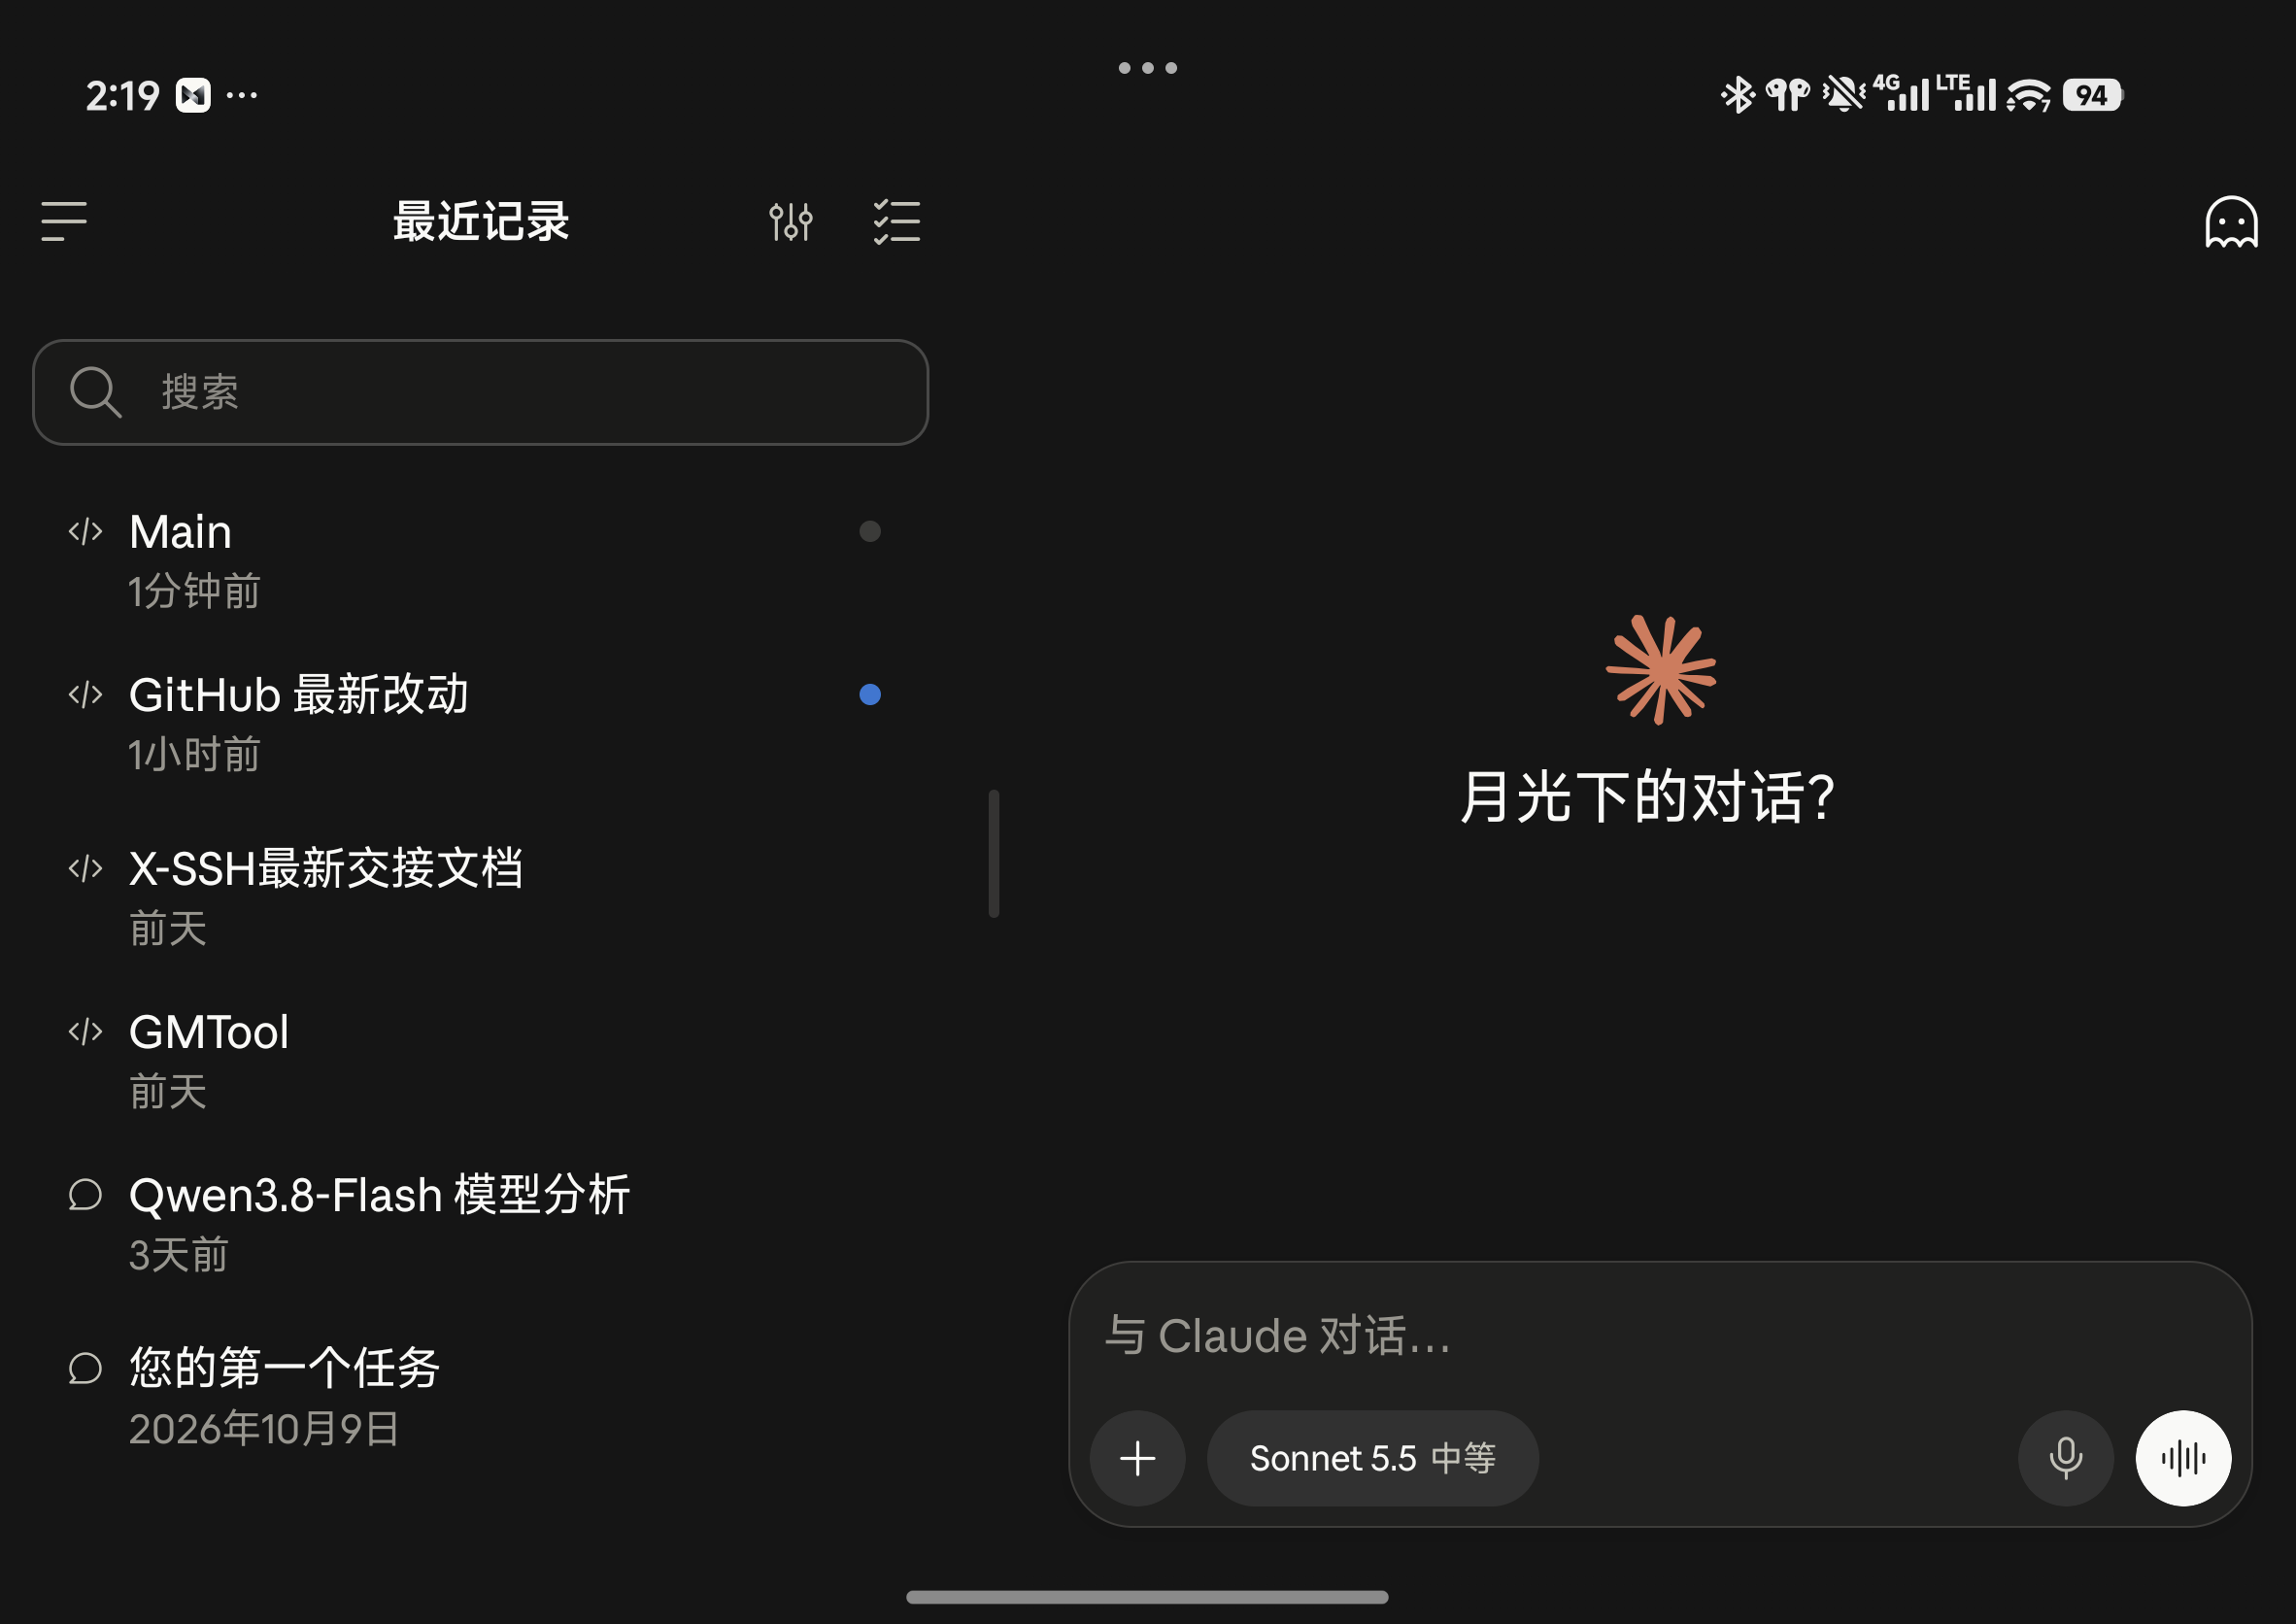 2:19
4G
LTE
7
94
最近记录
搜索
Main
1分钟前
GitHub 最新改动
1小时前
X-SSH最新交接文档
前天
GMTool
前天
Qwen3.8-Flash 模型分析
3天前
您的第一个任务
2026年10月9日
月光下的对话?
与 Claude 对话...
Sonnet 5.5 中等